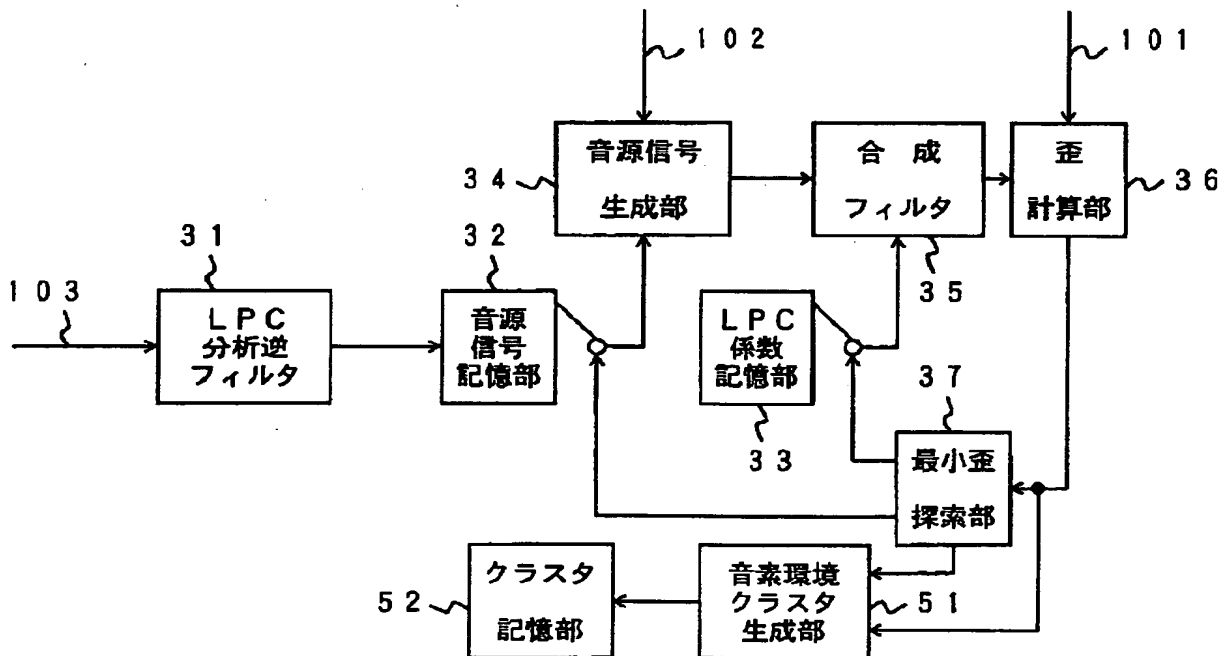 １０２
１０１
音源信号
生成部
３４
合成
フィルタ
３５
歪
計算部
３６
１０３
３１
ＬＰＣ
分析逆
フィルタ
３２
音源
信号
記憶部
ＬＰＣ
係数
記憶部
３３
３７
最小歪
探索部
クラスタ
記憶部
５２
音素環境
クラスタ
生成部
５１